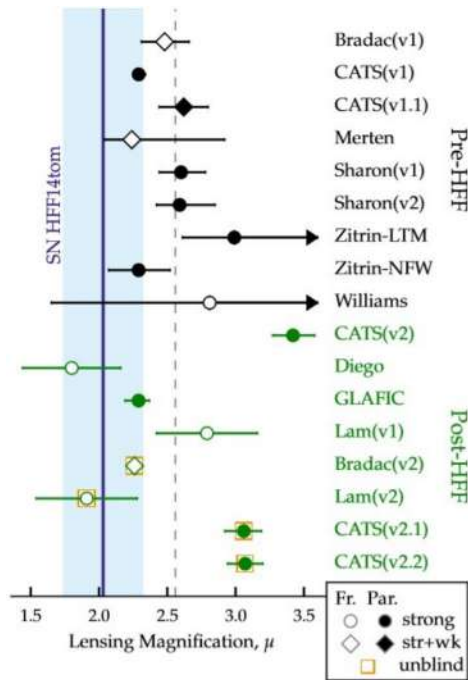 Bradac(v1)
CATS(v1)
CATS(v1.1)
Merten
Sharon(v1)
Sharon(v2)
Zitrin-LTM
Zitrin-NFW
Williams
CATS(v2)
Diego
GLAFIC
Lam(v1)
Bradac(v2)
Lam(v2)
CATS(v2.1)
CATS(v2.2)
Pre-HFF
Post-HFF
SN HFF14tom
1.5 2.0 2.5 3.0 3.5
Lensing Magnification, μ
Fr. Par.
strong
str+wk
unblind